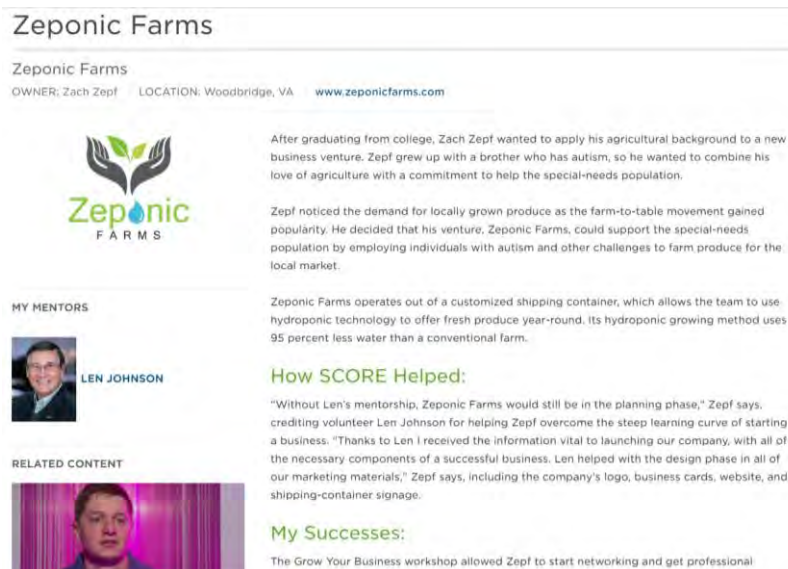 Zeponic Farms
Zeponic Farms
OWNER: Zach Zepf LOCATION: Woodbridge, VA www.zeponicfarms.com
Zeponic
FARMS
MY MENTORS
LEN JOHNSON
RELATED CONTENT
After graduating from college, Zach Zepf wanted to apply his agricultural background to a new
business venture. Zepf grew up with a brother who has autism, so he wanted to combine his
love of agriculture with a commitment to help the special-needs population.
Zepf noticed the demand for locally grown produce as the farm-to-table movement gained
popularity. He decided that his venture, Zeponic Farms, could support the special-needs
population by employing individuals with autism and other challenges to farm produce for the
local market.
Zeponic Farms operates out of a customized shipping container, which allows the team to use
hydroponic technology to offer fresh produce year-round. Its hydroponic growing method uses
95 percent less water than a conventional farm.
How SCORE Helped:
"Without Len's mentorship, Zeponic Farms would still be in the planning phase," Zepf says,
crediting volunteer Len Johnson for helping Zepf overcome the steep learning curve of starting
a business. "Thanks to Len I received the information vital to launching our company, with all of
the necessary components of a successful business. Len helped with the design phase in all of
our marketing materials," Zepf says, including the company's logo, business cards, website, and
shipping-container signage.
My Successes:
The Grow Your Business workshop allowed Zepf to start networking and get professional